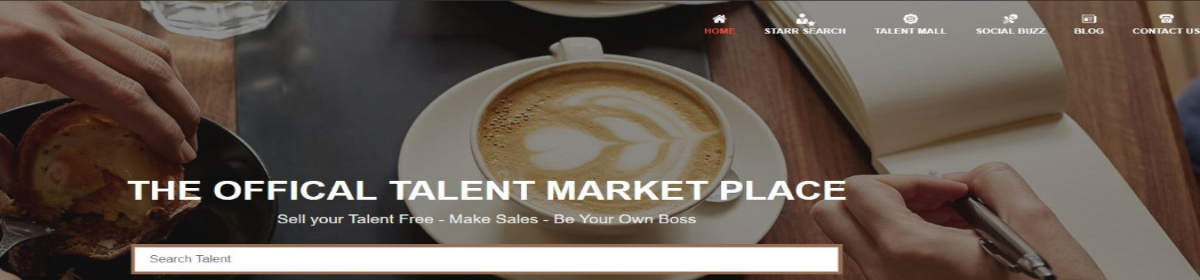 HOME STARR SEARCH TALENT MALL SOCIAL BUZZ BLOG CONTACT US
THE OFFICAL TALENT MARKET PLACE
Sell your Talent Free - Make Sales - Be Your Own Boss
Search Talent